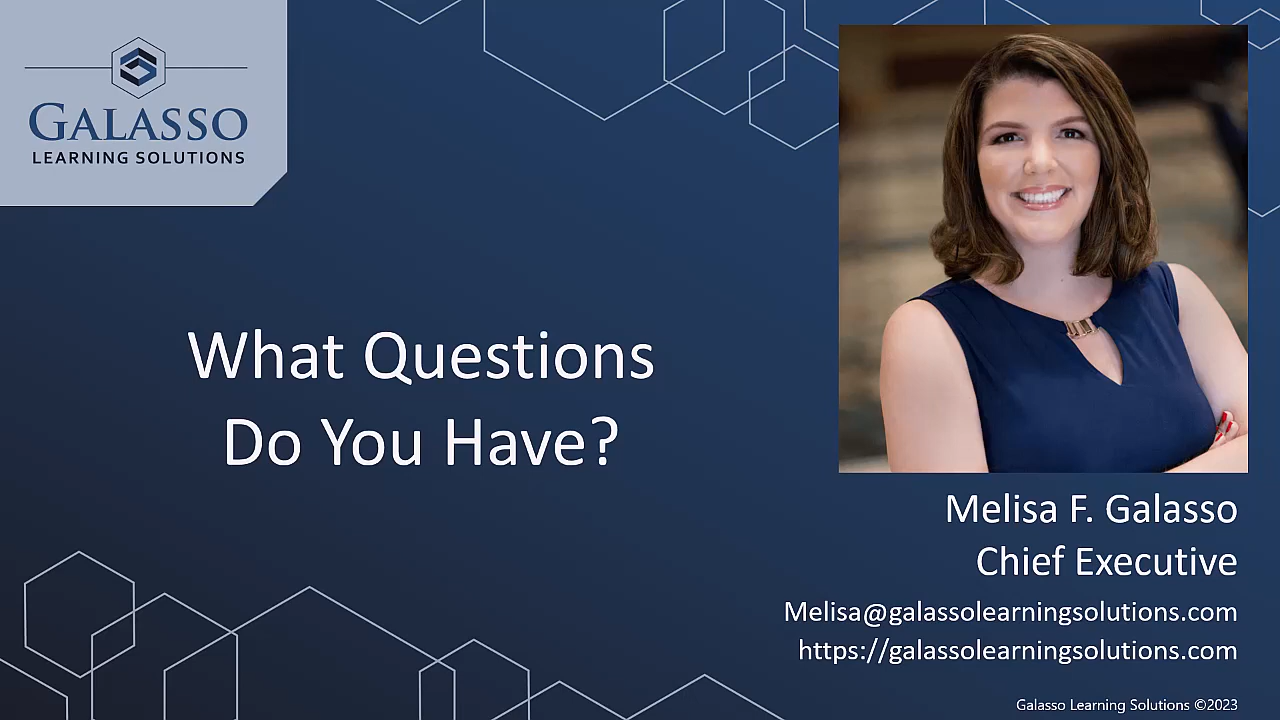 GALASSO
LEARNING SOLUTIONS
What Questions
Do You Have?
Melisa F. Galasso
Chief Executive
Melisa@galassolearningsolutions.com
https://galassolearningsolutions.com
Galasso Learning Solutions ©2023